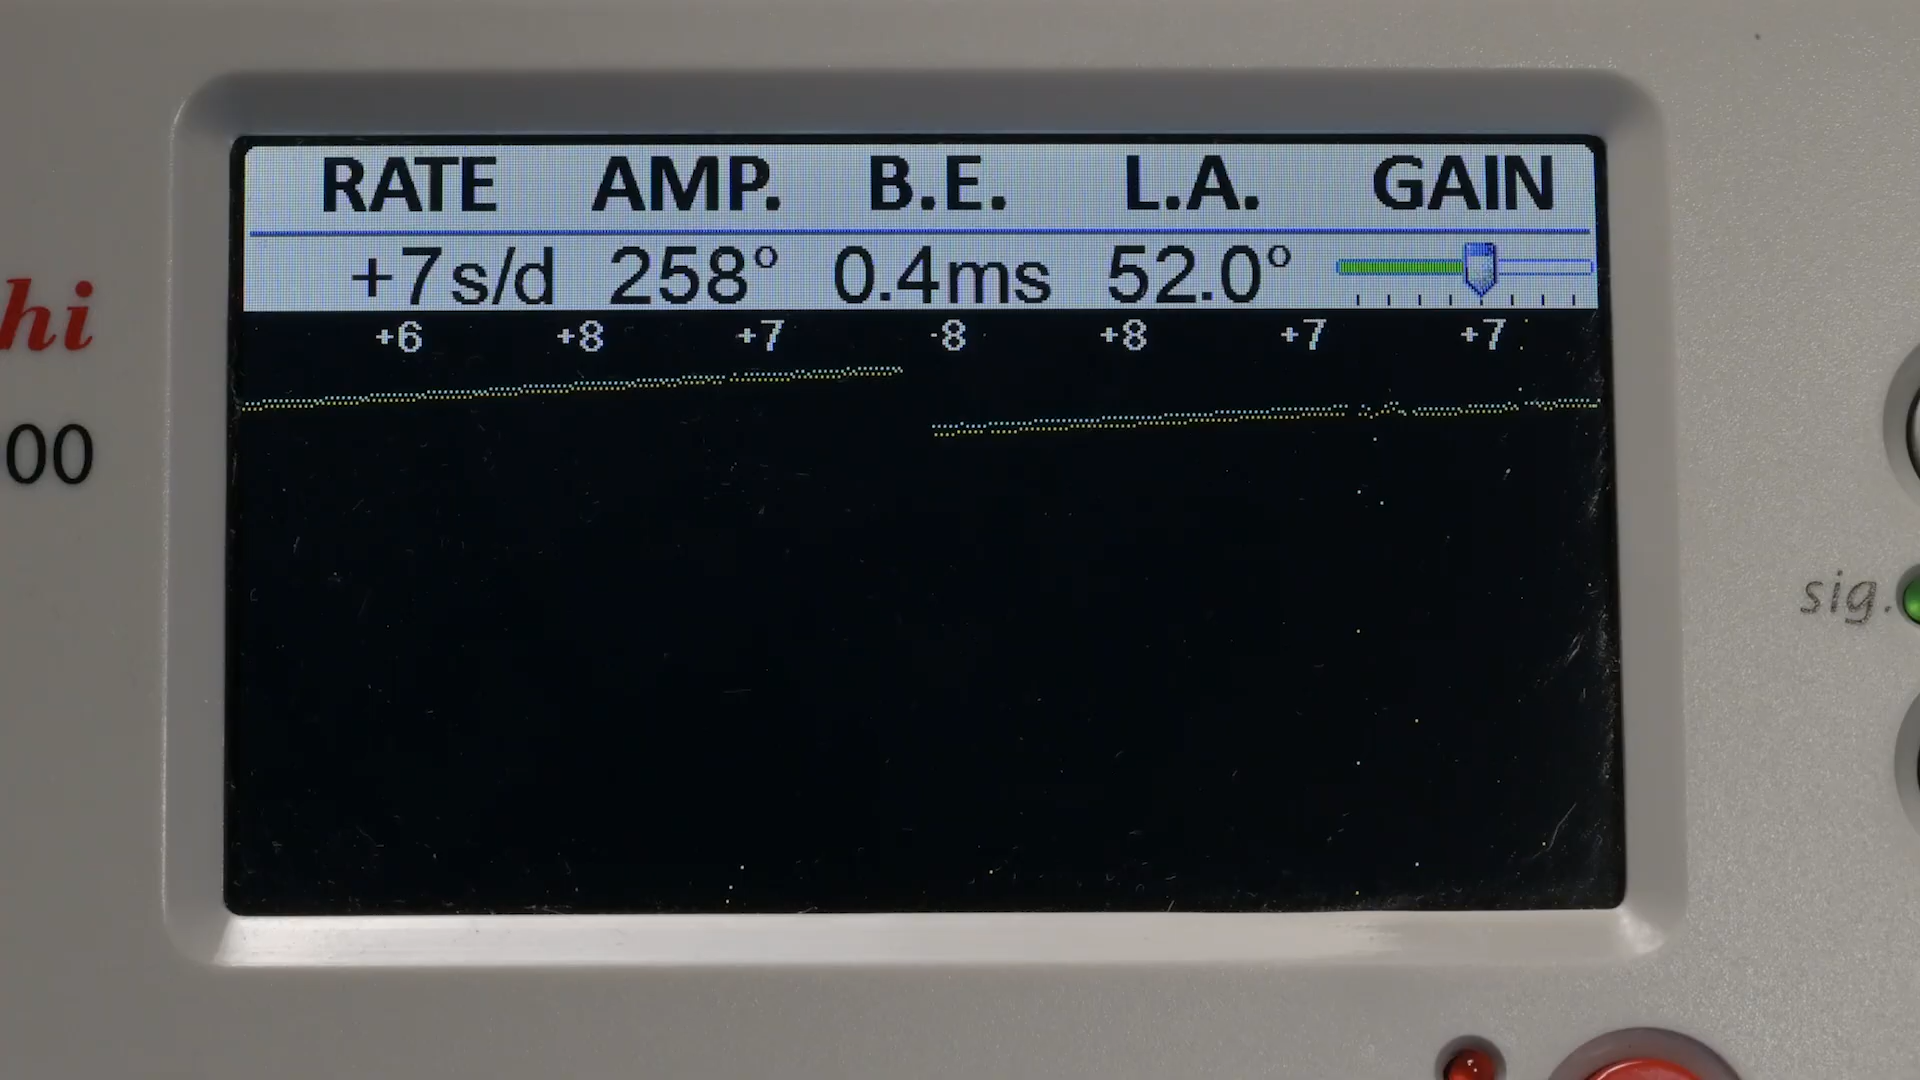 RATE AMP. B.E. L.A. GAIN
+7s/d 258° 0.4ms 52.0°
+6 +8 +7 -8 +8 +7 +7
hi
00
sig.